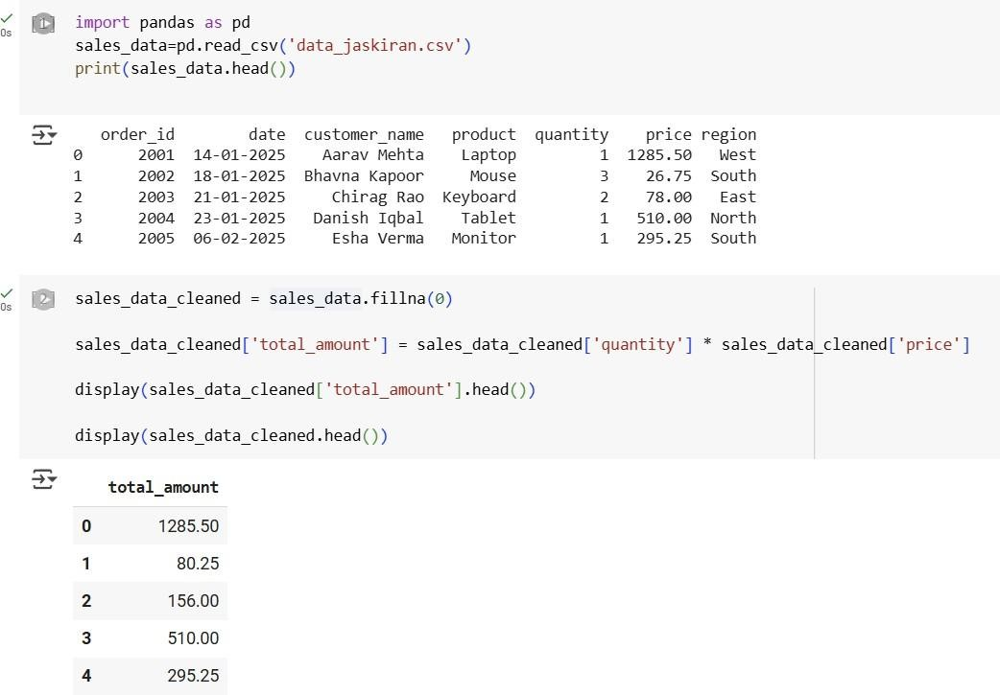 0s
1
import pandas as pd
sales_data=pd.read_csv('data_jaskiran.csv')
print(sales_data.head())
order_id date customer_name product quantity price region
0 2001 14-01-2025 Aarav Mehta Laptop 1 1285.50 West
1 2002 18-01-2025 Bhavna Kapoor Mouse 3 26.75 South
2 2003 21-01-2025 Chirag Rao Keyboard 2 78.00 East
3 2004 23-01-2025 Danish Iqbal Tablet 1 510.00 North
4 2005 06-02-2025 Esha Verma Monitor 1 295.25 South
0s
2
sales_data_cleaned = sales_data.fillna(0)
sales_data_cleaned['total_amount'] = sales_data_cleaned['quantity'] * sales_data_cleaned['price']
display(sales_data_cleaned['total_amount'].head())
display(sales_data_cleaned.head())
total_amount
0 1285.50
1 80.25
2 156.00
3 510.00
4 295.25